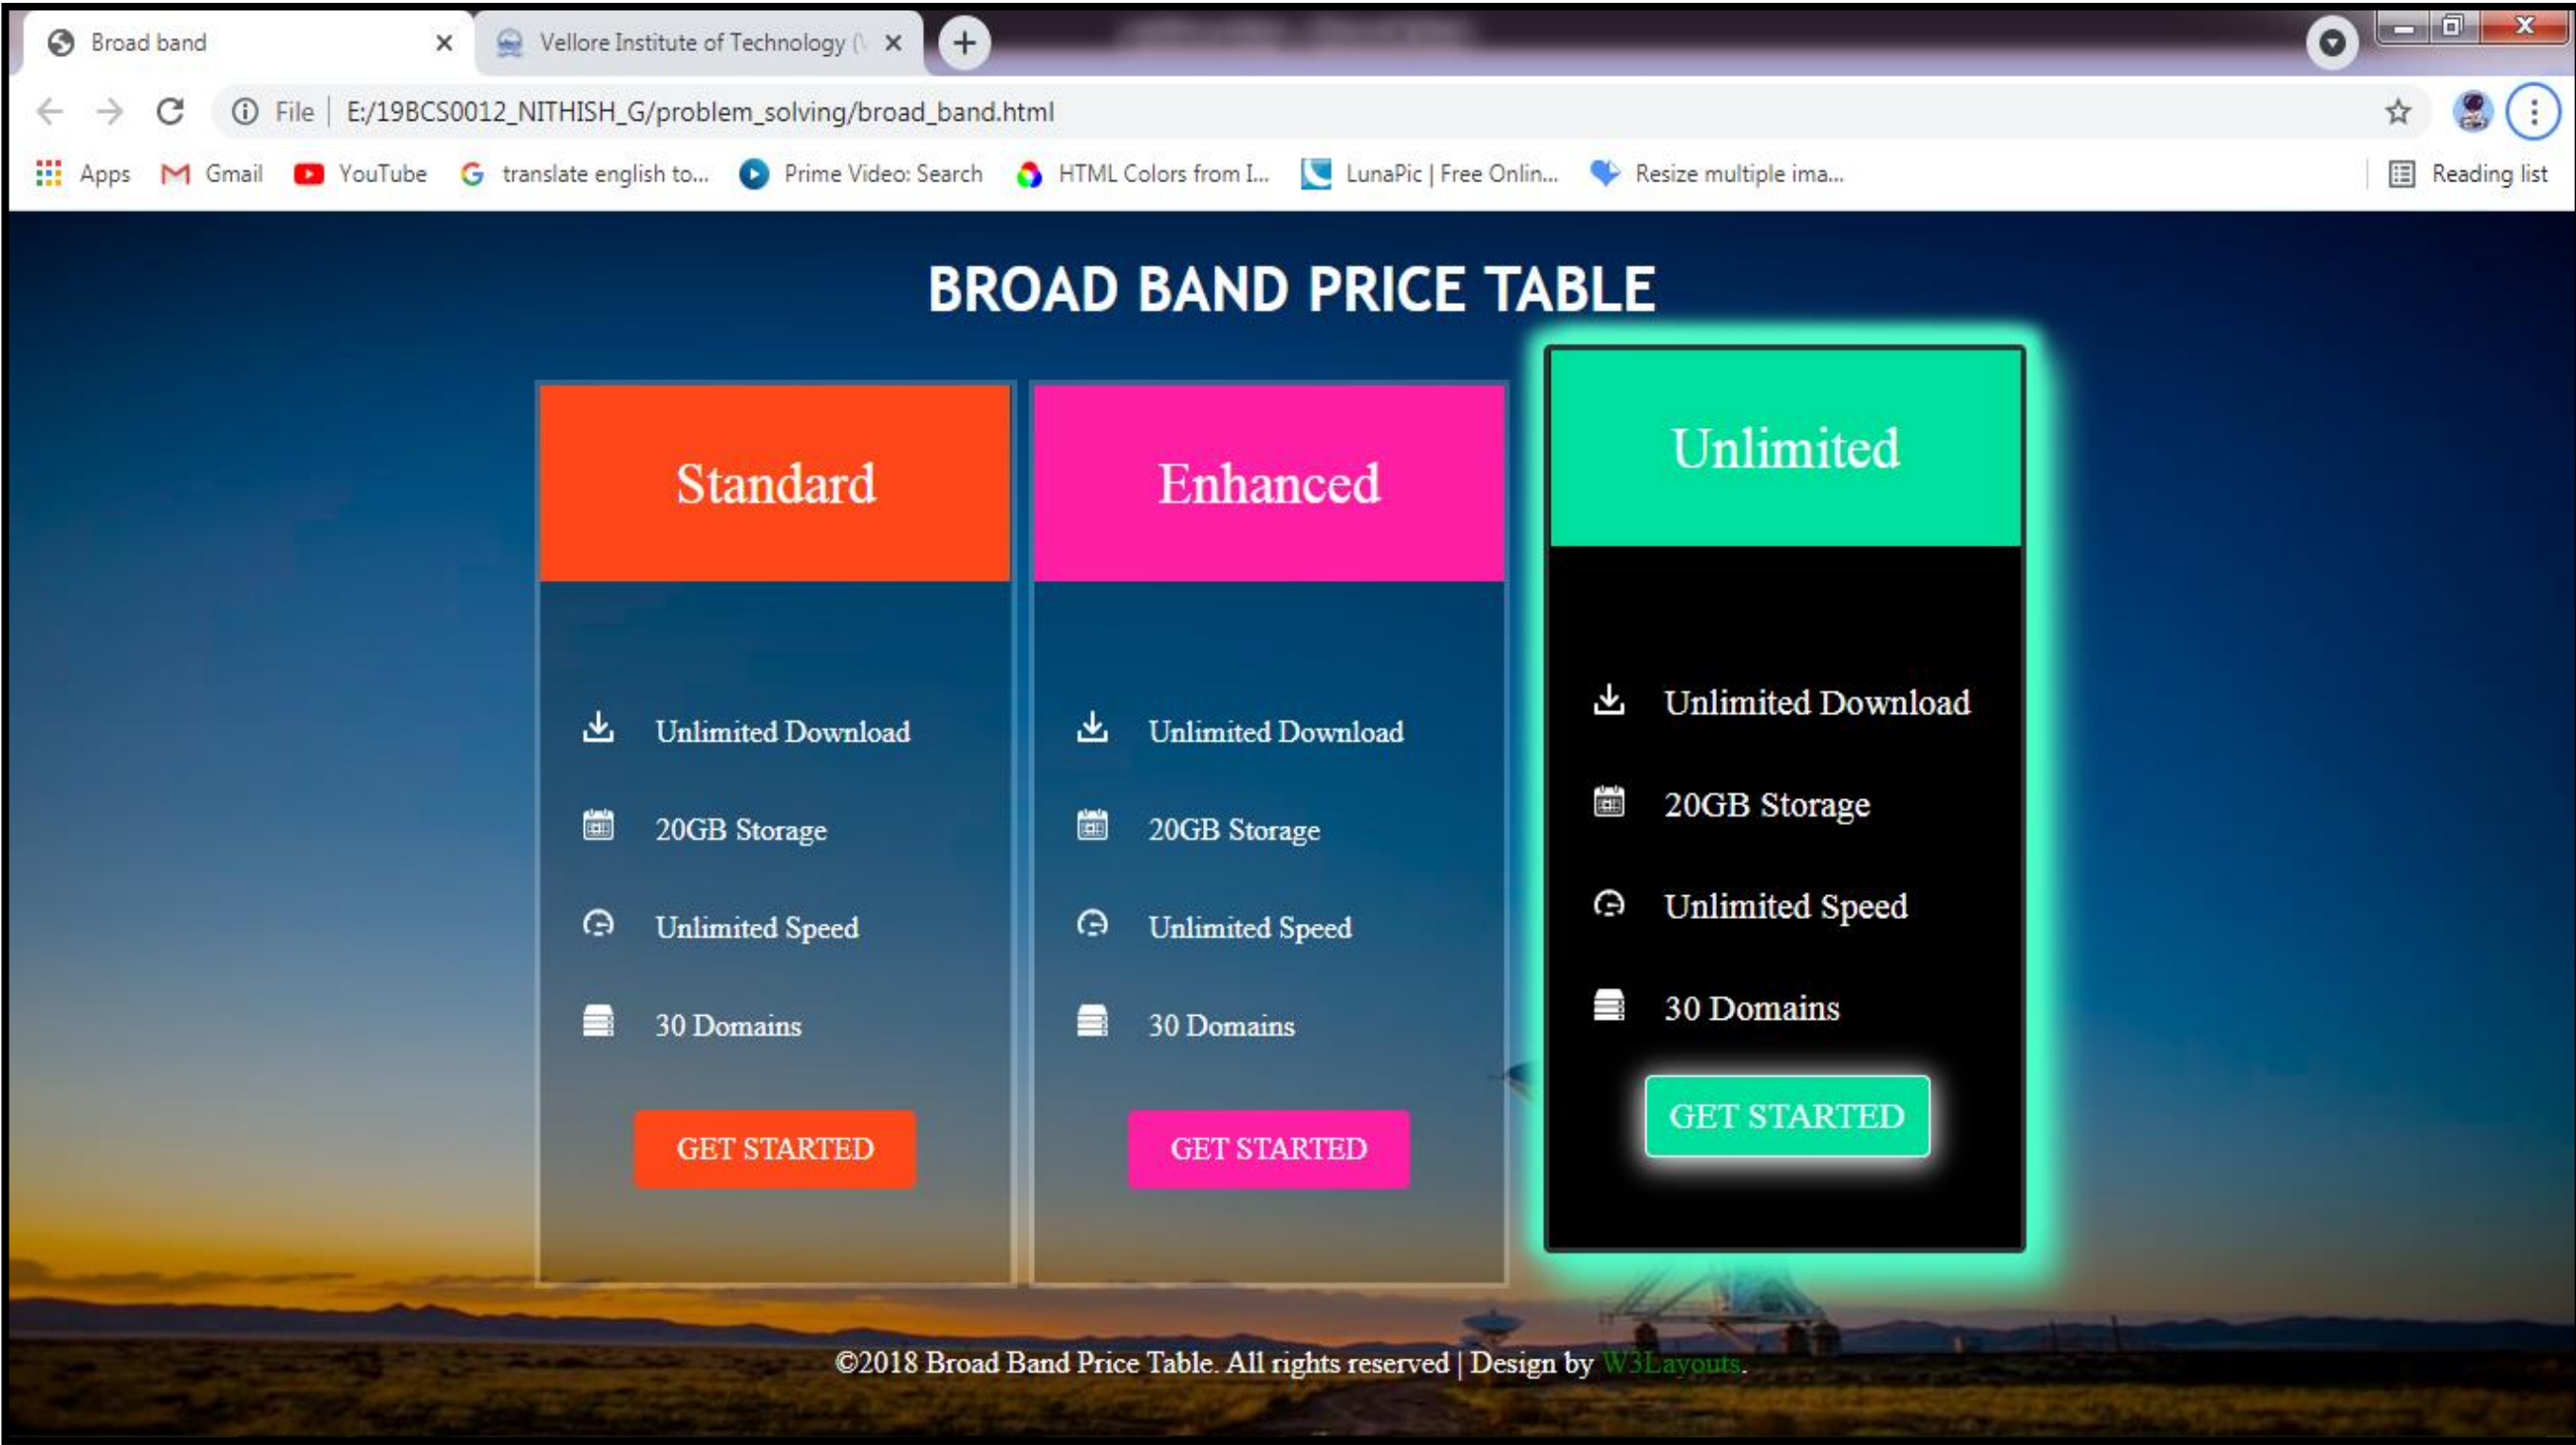 Broad band
Vellore Institute of Technology (\
File | E:/19BCS0012_NITHISH_G/problem_solving/broad_band.html
Apps Gmail YouTube translate english to... Prime Video: Search HTML Colors from I... LunaPic | Free Onlin... Resize multiple ima... Reading list
BROAD BAND PRICE TABLE
Standard
Unlimited Download
20GB Storage
Unlimited Speed
30 Domains
GET STARTED
Enhanced
Unlimited Download
20GB Storage
Unlimited Speed
30 Domains
GET STARTED
Unlimited
Unlimited Download
20GB Storage
Unlimited Speed
30 Domains
GET STARTED
©2018 Broad Band Price Table. All rights reserved | Design by W3Layouts.